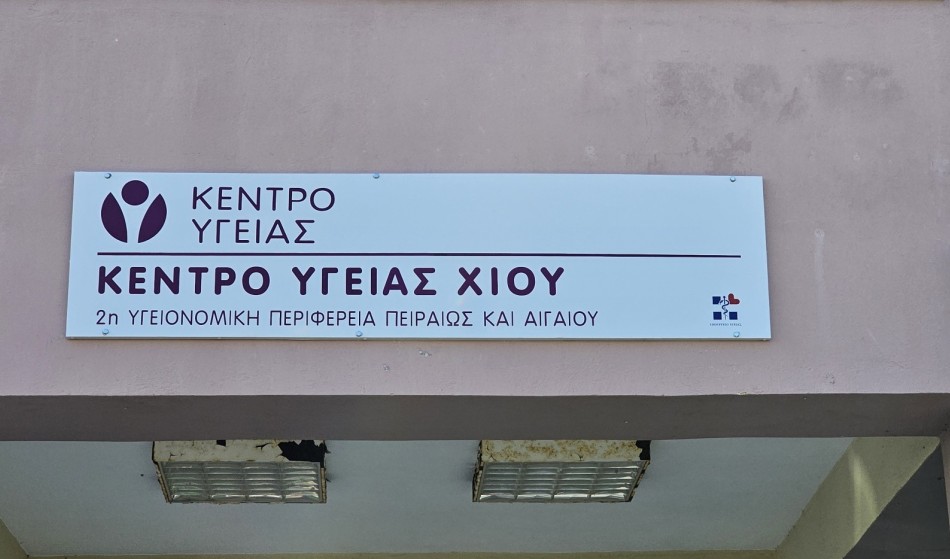 ΚΕΝΤΡΟ
ΥΓΕΙΑΣ
ΚΕΝΤΡΟ ΥΓΕΙΑΣ ΧΙΟΥ
2η ΥΓΕΙΟΝΟΜΙΚΗ ΠΕΡΙΦΕΡΕΙΑ ΠΕΙΡΑΙΩΣ ΚΑΙ ΑΙΓΑΙΟΥ